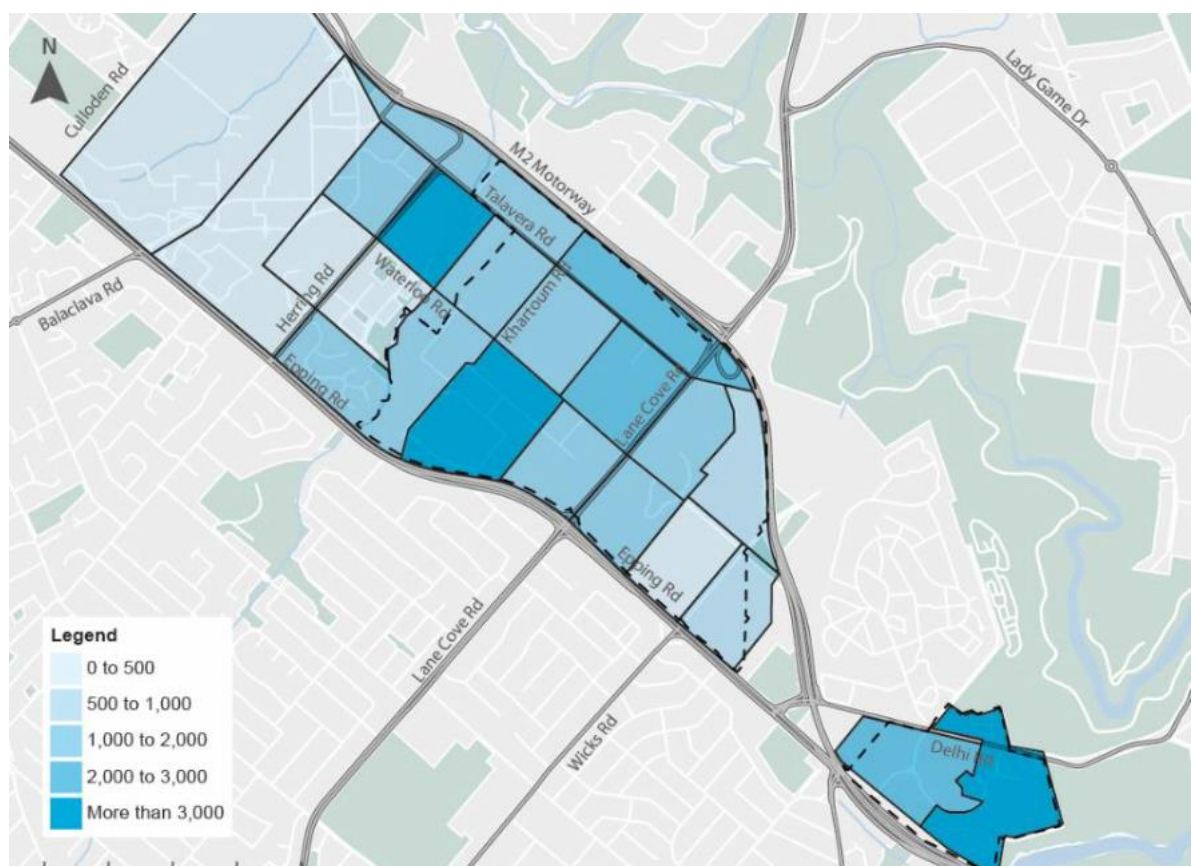 N
Culloden Rd
Lady Game Dr
M2 Motorway
Talavera Rd
Balaclava Rd
Herring Rd
Waterloo Rd
Khartoum Rd
Epping Rd
Lane Cove Rd
Epping Rd
Lane Cove Rd
Wicks Rd
Delhi Rd
Legend
0 to 500
500 to 1,000
1,000 to 2,000
2,000 to 3,000
More than 3,000